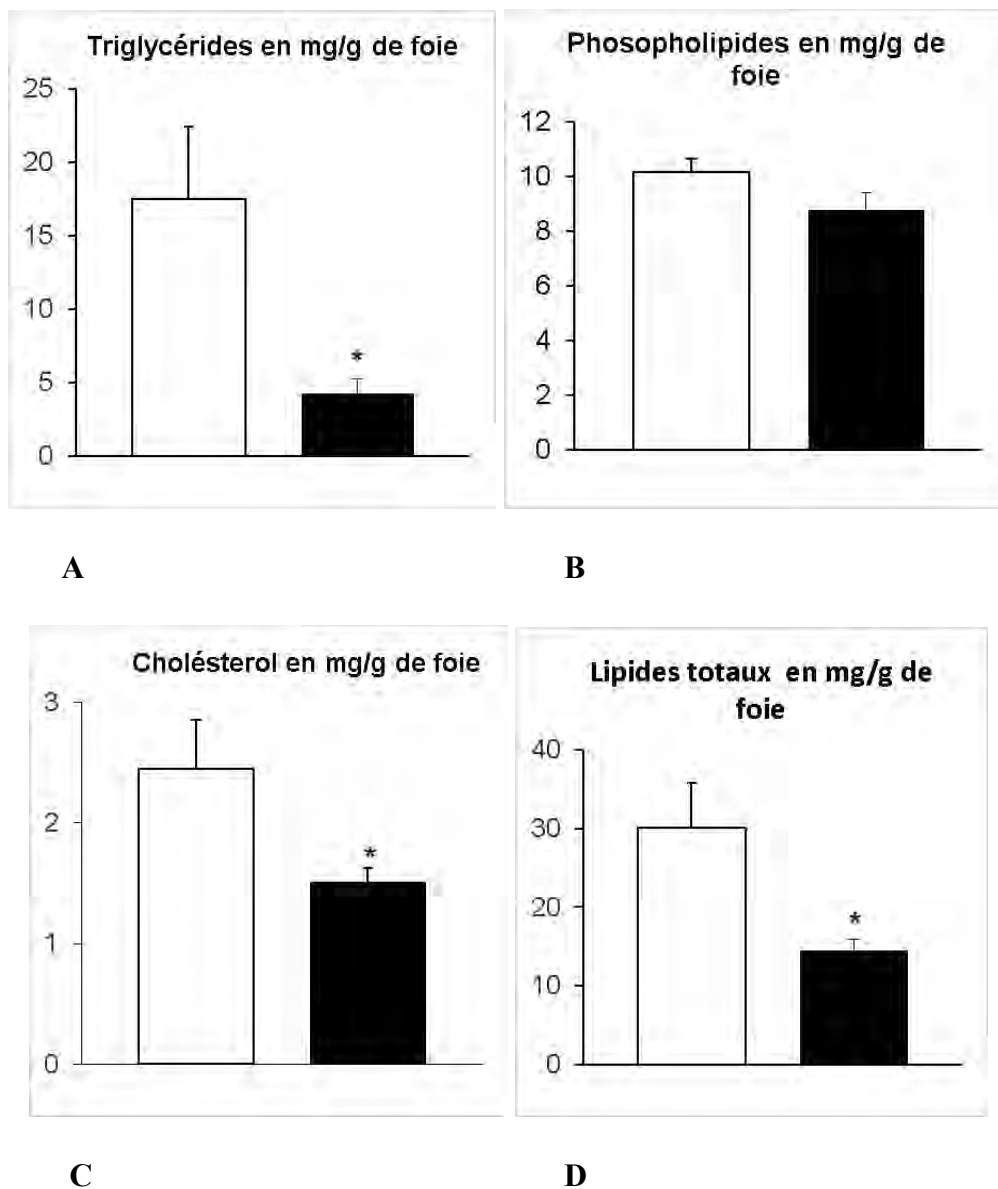 Triglycérides en mg/g de foie
25
20
15
10
5
0
*
Phosopholipides en mg/g de
foie
12
10
8
6
4
2
0
A
B
Cholésterol en mg/g de foie
3
2
1
0
*
Lipides totaux en mg/g de
foie
40
30
20
10
0
*
C
D